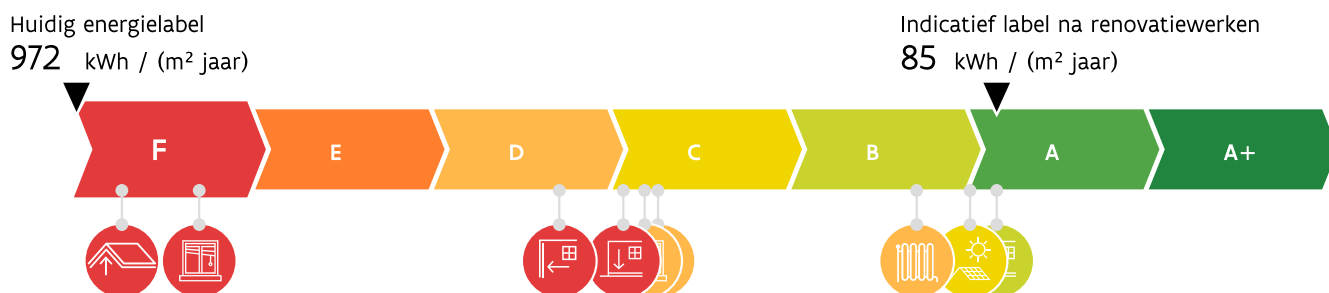 Huidig energielabel
972 kWh / (m² jaar)
Indicatief label na renovatiewerken
85 kWh / (m² jaar)
F E D C B A A+